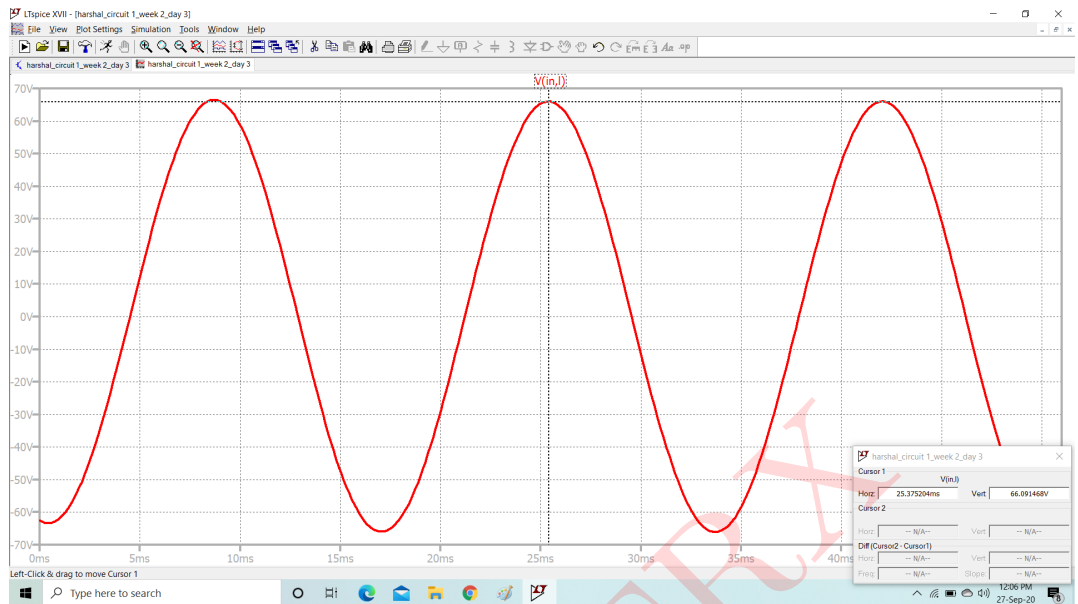 LTspice XVII - [harshal_circuit 1_week 2_day 3]
File View Plot Settings Simulation Tools Window Help
harshal_circuit 1_week 2_day 3 harshal_circuit 1_week 2_day 3
V(in,l)
70V
60V
50V
40V
30V
20V
10V
0V
-10V
-20V
-30V
-40V
-50V
-60V
-70V
0ms 5ms 10ms 15ms 20ms 25ms 30ms 35ms 40ms
harshal_circuit 1_week 2_day 3
Cursor 1
V(in,l)
Horz: 25.375204ms Vert: 66.091468V
Cursor 2
Horz: -- N/A-- Vert: -- N/A--
Diff (Cursor2 - Cursor1)
Horz: -- N/A-- Vert: -- N/A--
Freq: -- N/A-- Slope: -- N/A--
Left-Click & drag to move Cursor 1
Type here to search
12:06 PM
27-Sep-20